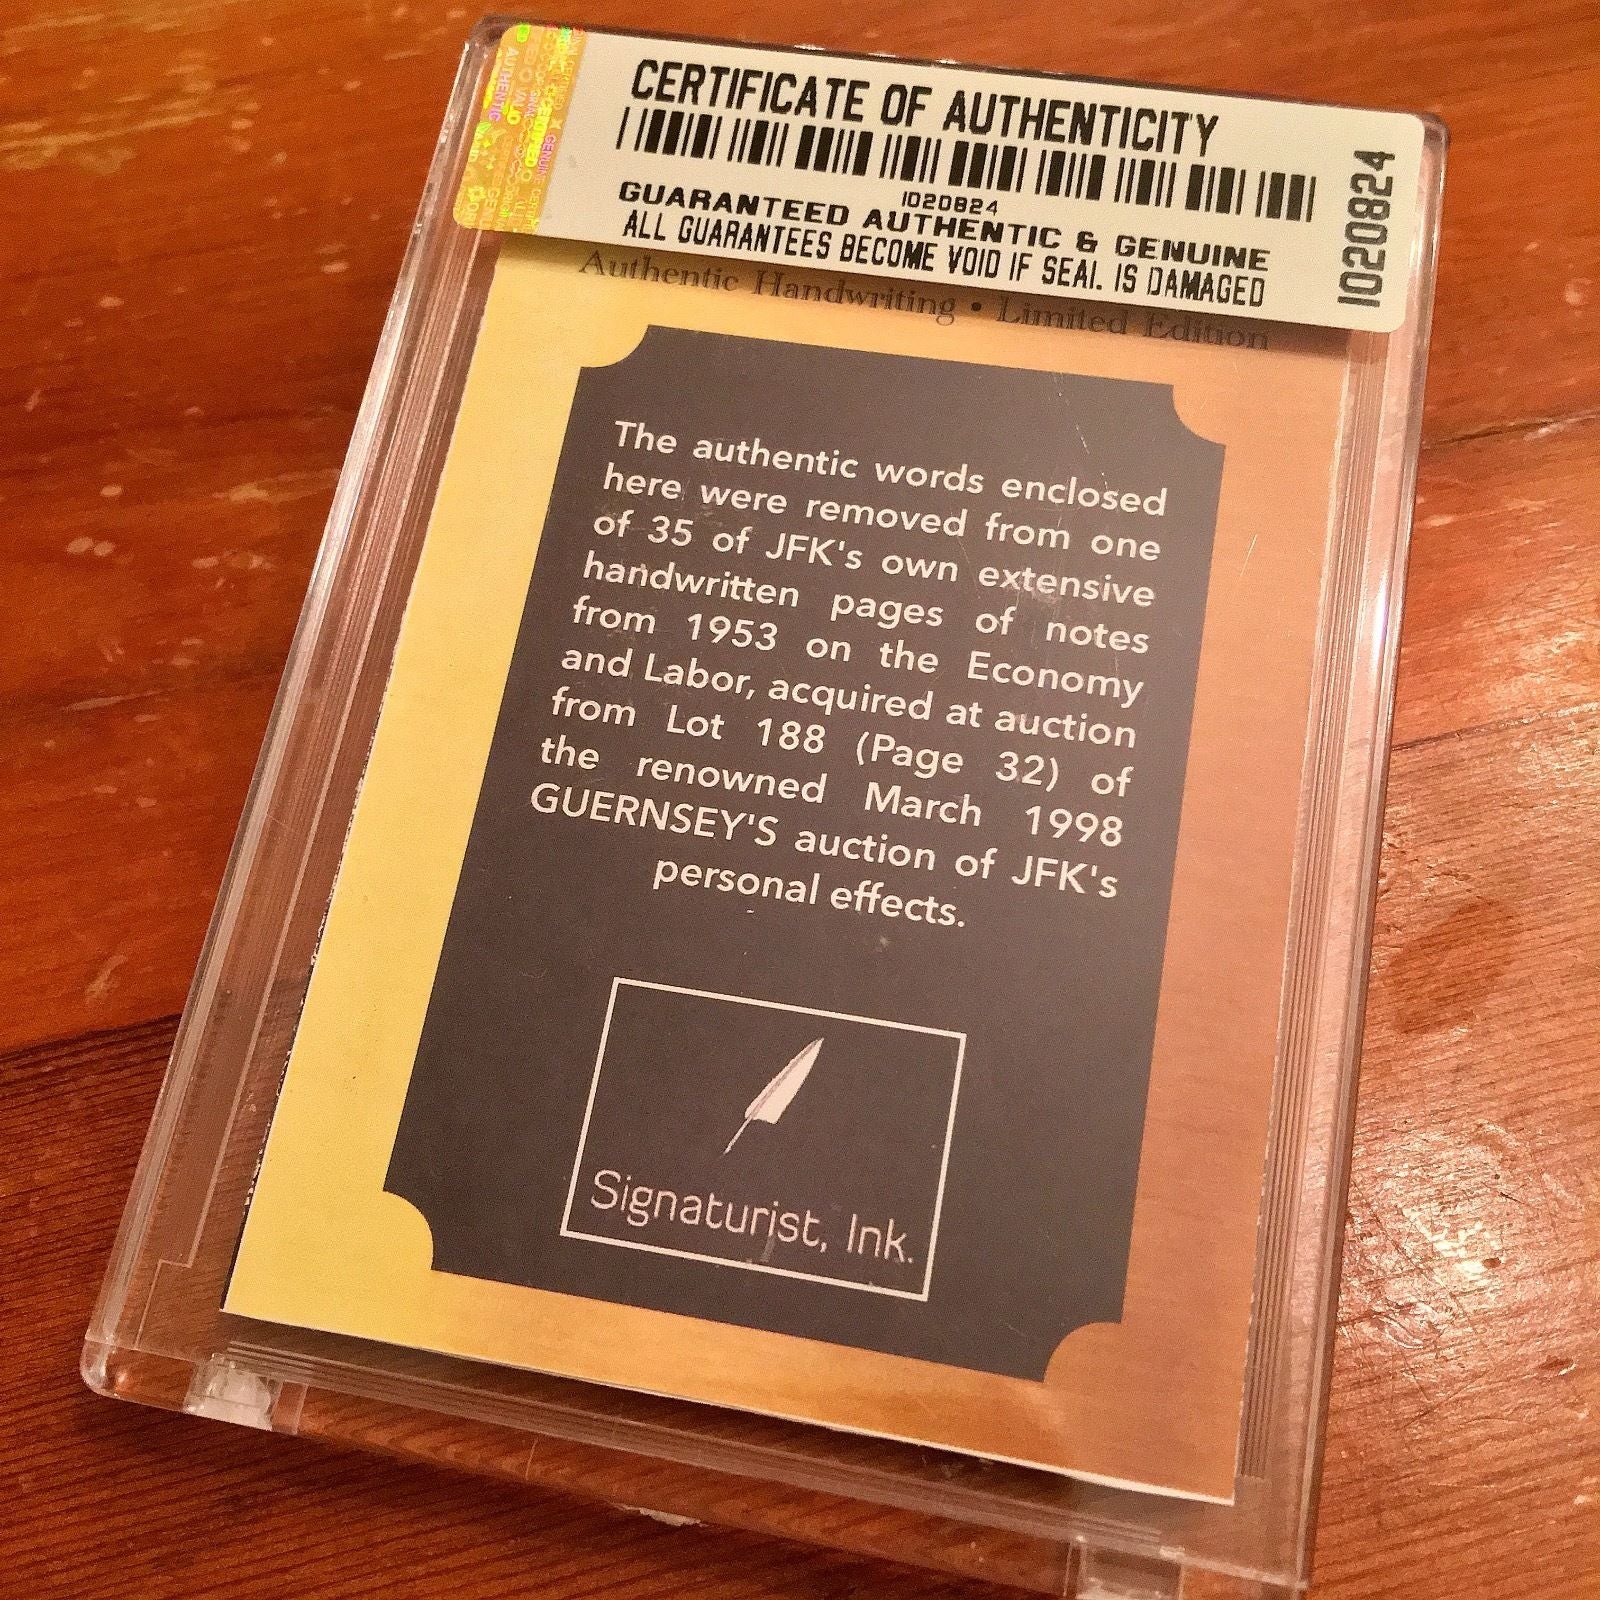 CERTIFICATE OF AUTHENTICITY
1020824
GUARANTEED AUTHENTIC & GENUINE
ALL GUARANTEES BECOME VOID IF SEAL IS DAMAGED
1020824
Authentic Handwriting • Limited Edition
The authentic words enclosed
here were removed from one
of 35 of JFK's own extensive
handwritten pages of notes
from 1953 on the Economy
and Labor, acquired at auction
from Lot 188 (Page 32) of
the renowned March 1998
GUERNSEY'S auction of JFK's
personal effects.
Signaturist, Ink.